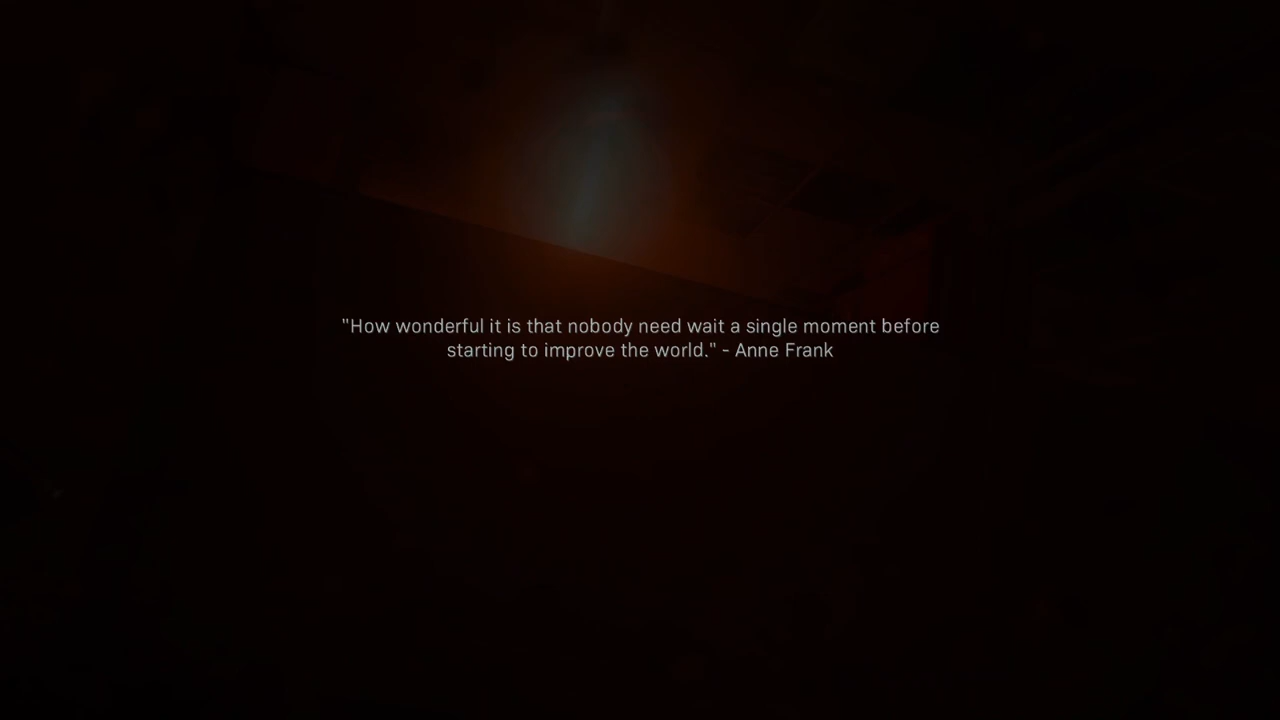 "How wonderful it is that nobody need wait a single moment before
starting to improve the world." - Anne Frank